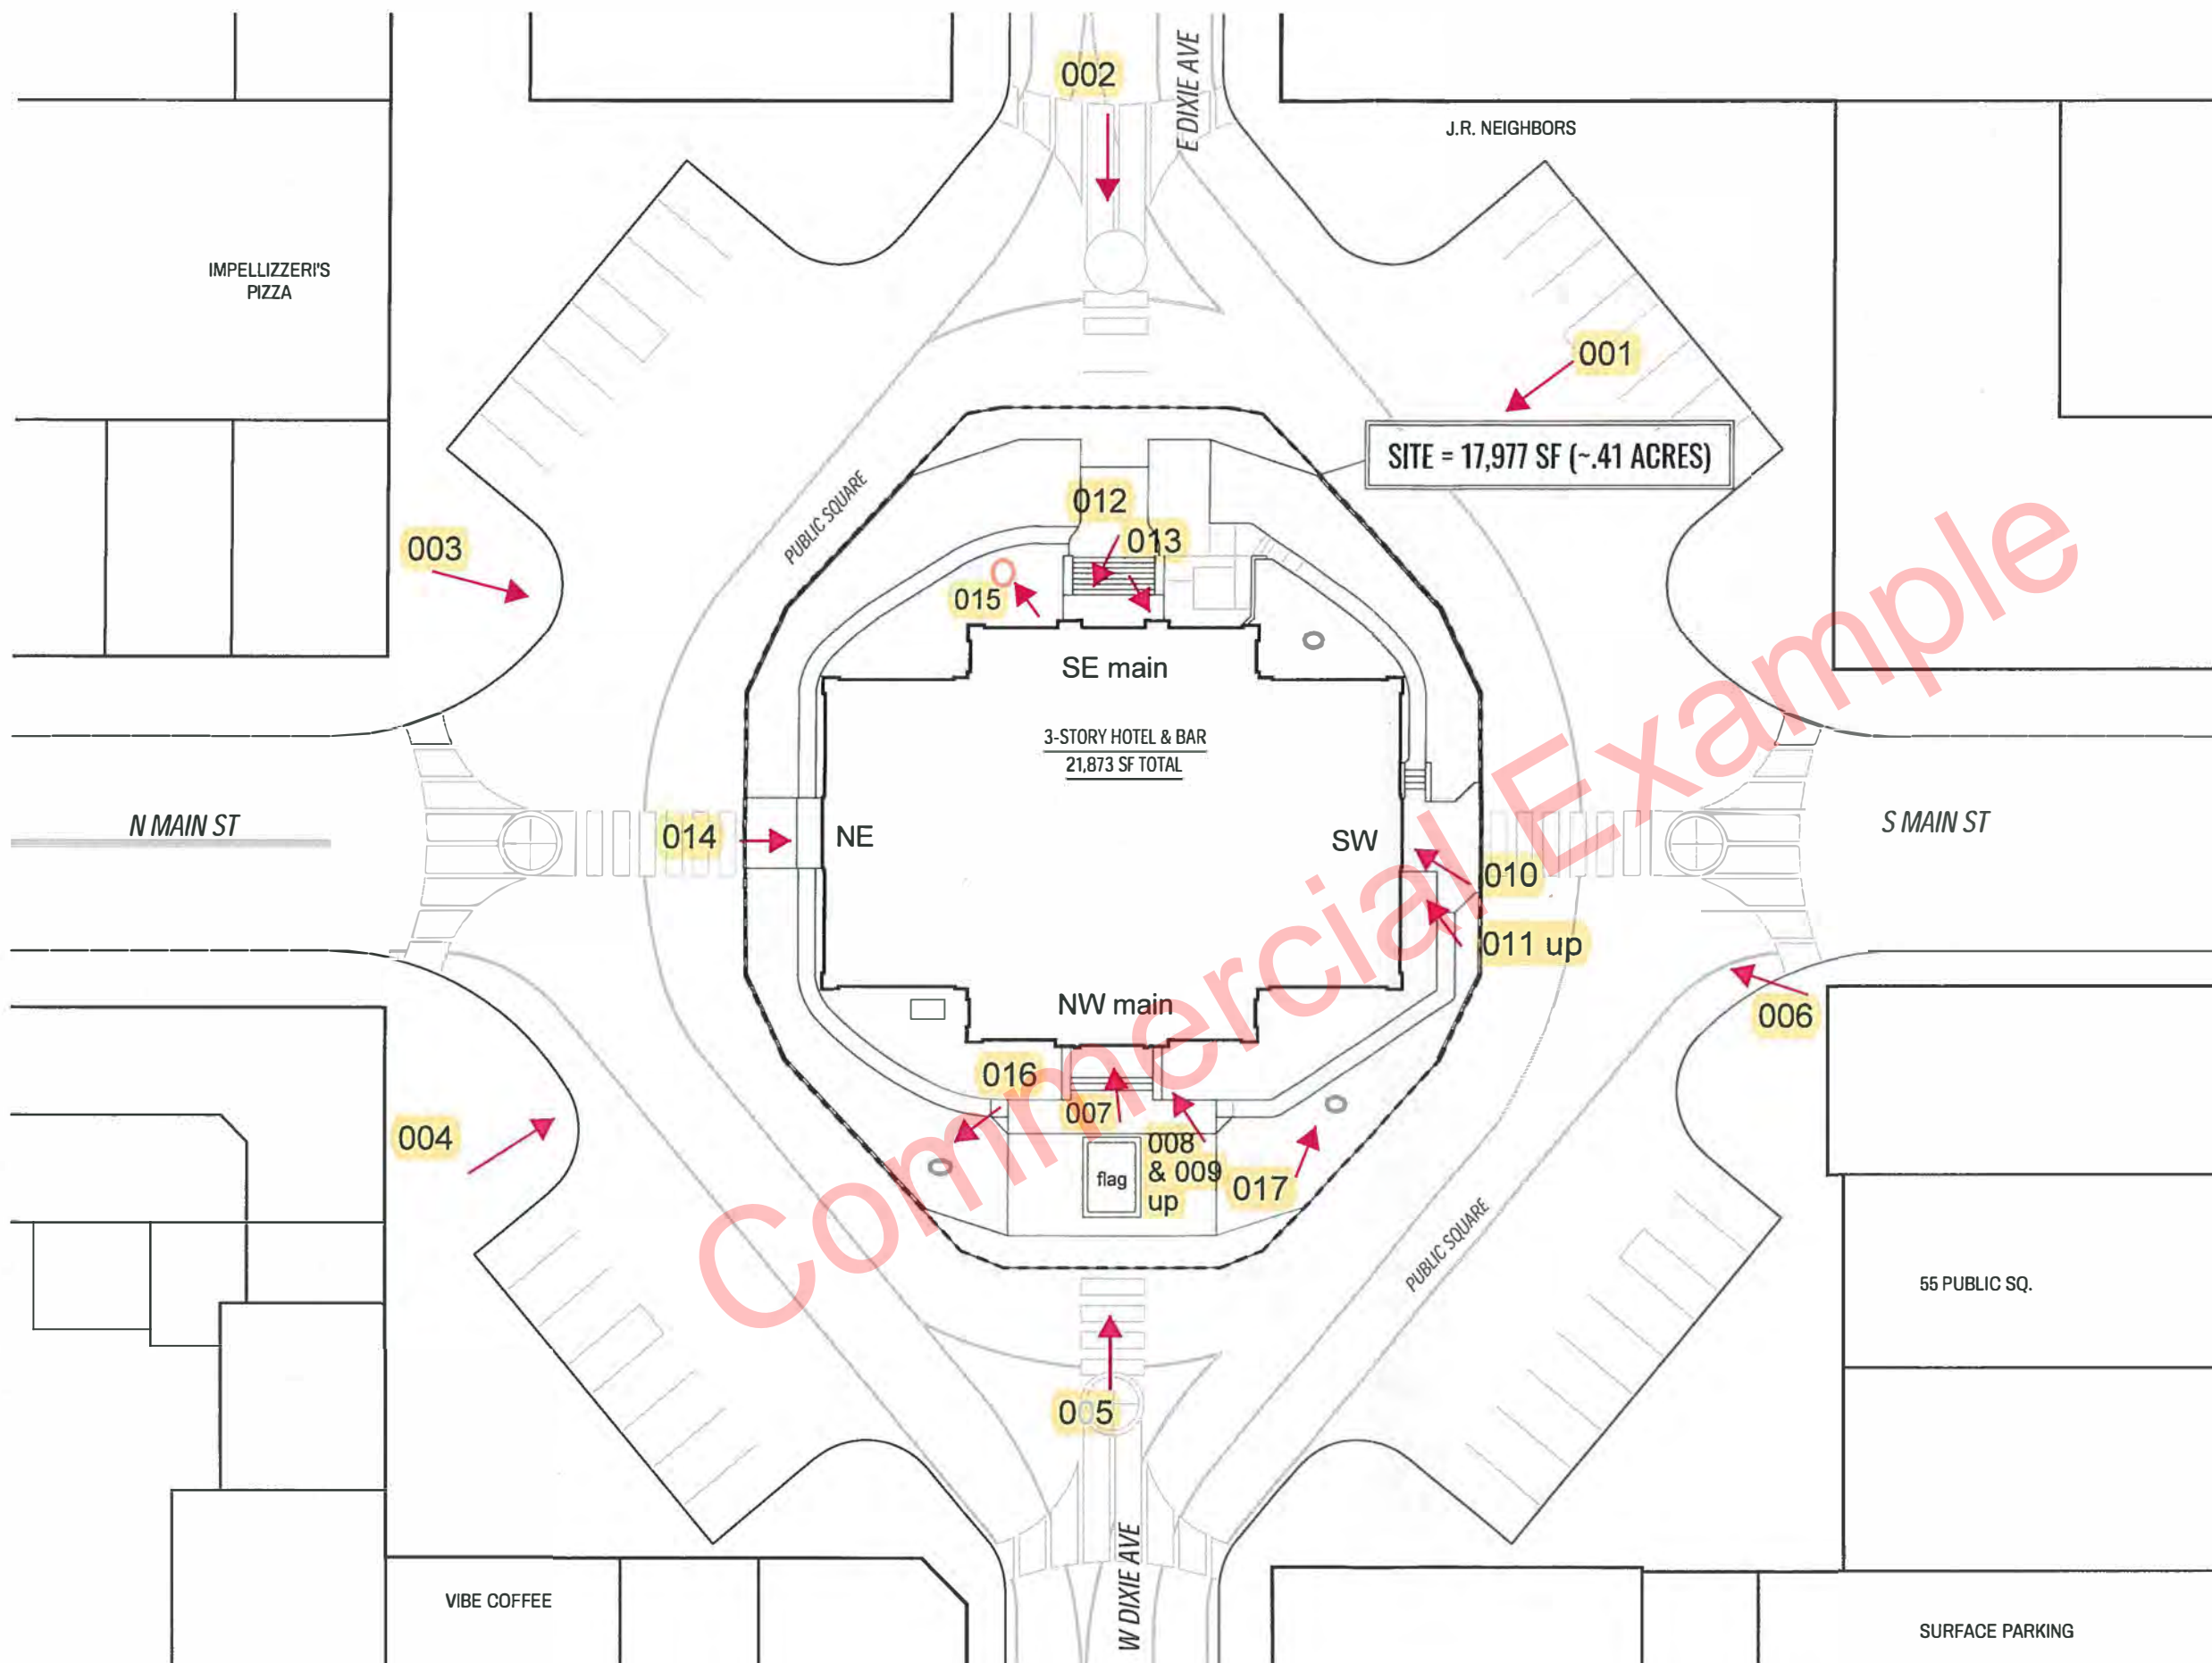 002
E DIXIE AVE
J.R. NEIGHBORS
IMPELLIZZERI'S
PIZZA
001
SITE = 17,977 SF (~.41 ACRES)
PUBLIC SQUARE
012
013
003
015
SE main
3-STORY HOTEL & BAR
21,873 SF TOTAL
N MAIN ST
S MAIN ST
014
NE
SW
010
011 up
NW main
006
016
007
004
008
& 009
up
flag
017
PUBLIC SQUARE
55 PUBLIC SQ.
005
W DIXIE AVE
VIBE COFFEE
SURFACE PARKING
Commercial Example